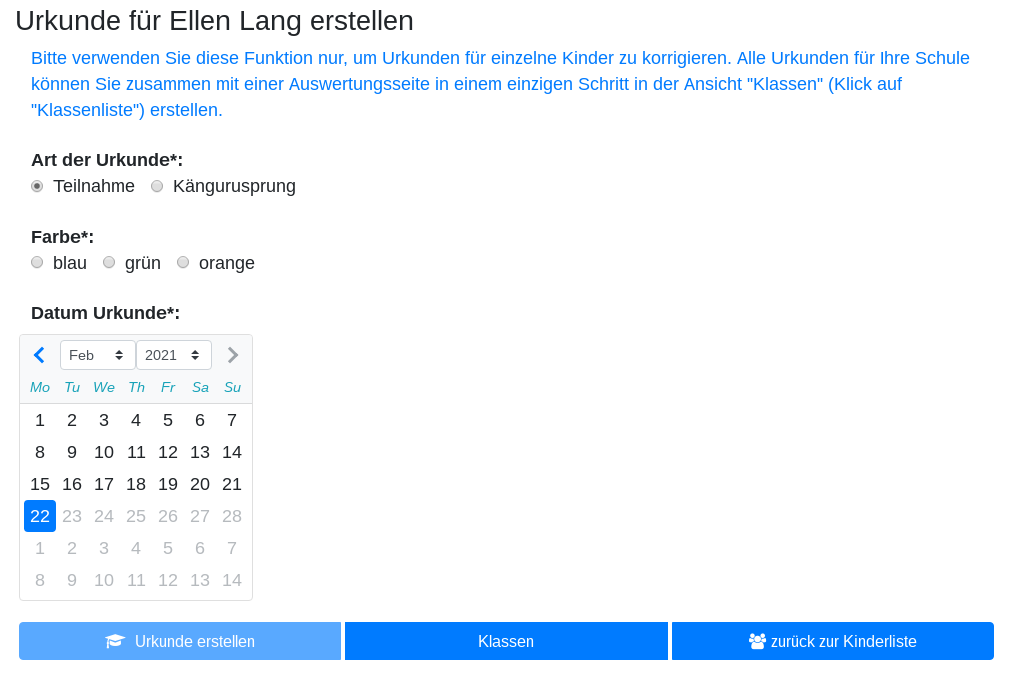 Urkunde für Ellen Lang erstellen
Bitte verwenden Sie diese Funktion nur, um Urkunden für einzelne Kinder zu korrigieren. Alle Urkunden für Ihre Schule
können Sie zusammen mit einer Auswertungsseite in einem einzigen Schritt in der Ansicht "Klassen" (Klick auf
"Klassenliste") erstellen.
Art der Urkunde*:
Teilnahme Kängurusprung
Farbe*:
blau grün orange
Datum Urkunde*:
Feb 2021
Mo Tu We Th Fr Sa Su
1 2 3 4 5 6 7
8 9 10 11 12 13 14
15 16 17 18 19 20 21
22 23 24 25 26 27 28
1 2 3 4 5 6 7
8 9 10 11 12 13 14
Urkunde erstellen Klassen zurück zur Kinderliste